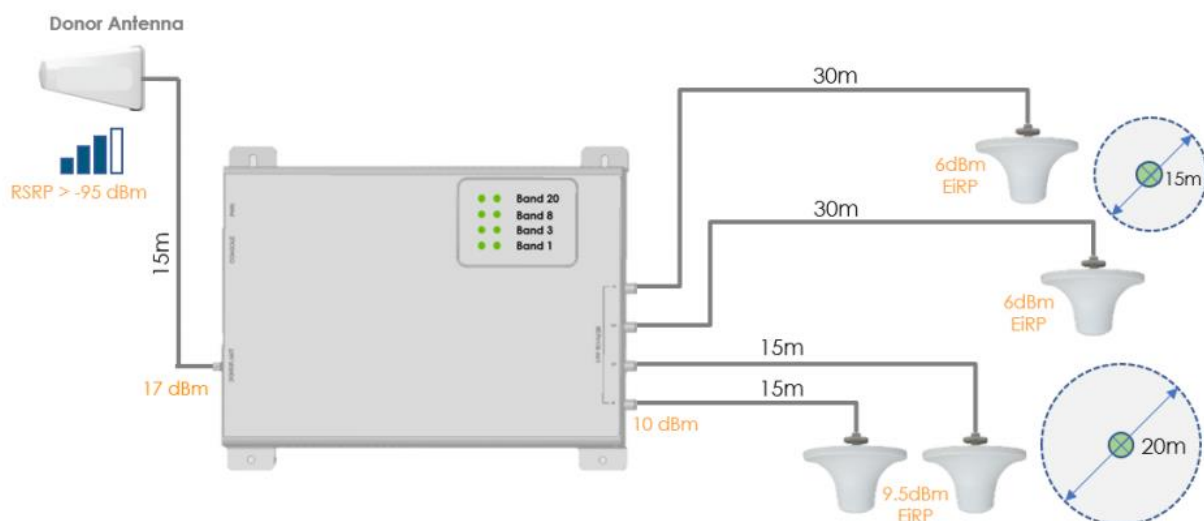 Donor Antenna
RSRP > -95 dBm
15m
17 dBm
Band 20
Band 8
Band 3
Band 1
10 dBm
30m
6dBm
EiRP
15m
30m
6dBm
EiRP
15m
15m
9.5dBm
EiRP
20m